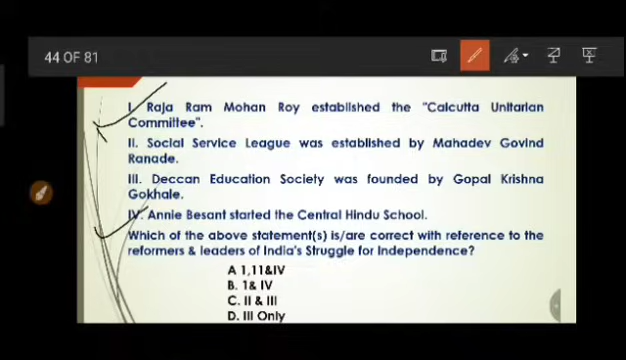 44 OF 81
I. Raja Ram Mohan Roy established the "Calcutta Unitarian
Committee".
II. Social Service League was established by Mahadev Govind
Ranade.
III. Deccan Education Society was founded by Gopal Krishna
Gokhale.
IV. Annie Besant started the Central Hindu School.
Which of the above statement(s) is/are correct with reference to the
reformers & leaders of India's Struggle for Independence?
A 1,11&IV
B. 1& IV
C. II & III
D. III Only